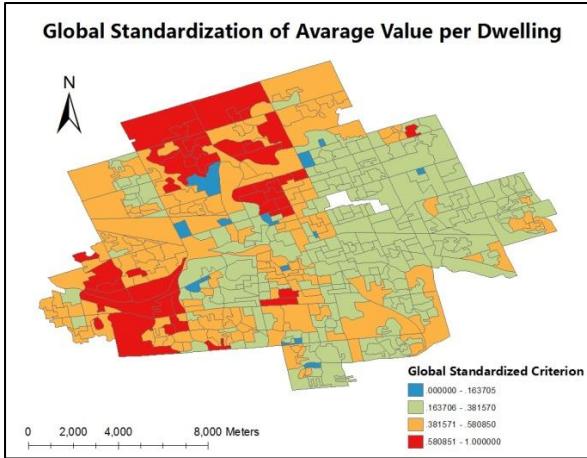 Global Standardization of Avarage Value per Dwelling
N
Global Standardized Criterion
.000000 - .163705
.163706 - .381570
.381571 - .580850
.580851 - 1.000000
0 2,000 4,000 8,000 Meters